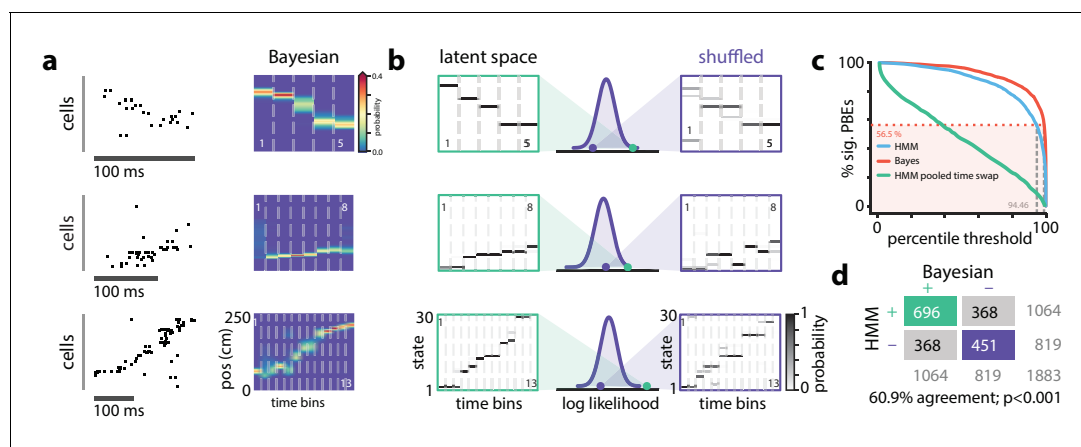 a
Bayesian
cells
100 ms
0.4
probability
0.0
1
5
cells
100 ms
1
8
cells
100 ms
250
pos (cm)
0
1
13
time bins
b
latent space
shuffled
1
5
1
5
1
8
1
8
30
state
1
1
13
time bins
log likelihood
30
state
1
1
13
time bins
1
probability
0
c
100
% sig. PBEs
0
56.5 %
HMM
Bayes
HMM pooled time swap
94.46
0
100
percentile threshold
d
Bayesian
+ −
HMM
+ 696 368 1064
− 368 451 819
1064 819 1883
60.9% agreement; p<0.001